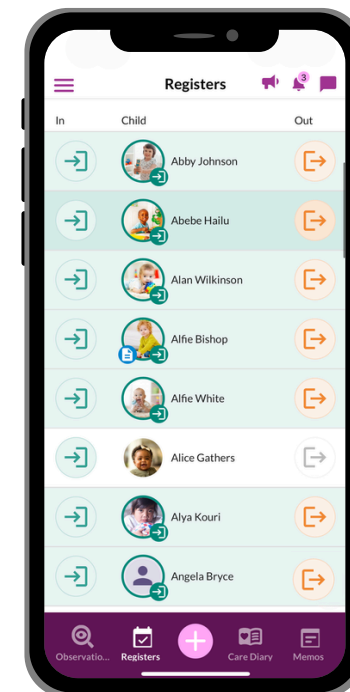 Registers
3
In Child Out
Abby Johnson
Abebe Hailu
Alan Wilkinson
Alfie Bishop
Alfie White
Alice Gathers
Alya Kouri
Angela Bryce
Observatio... Registers Care Diary Memos